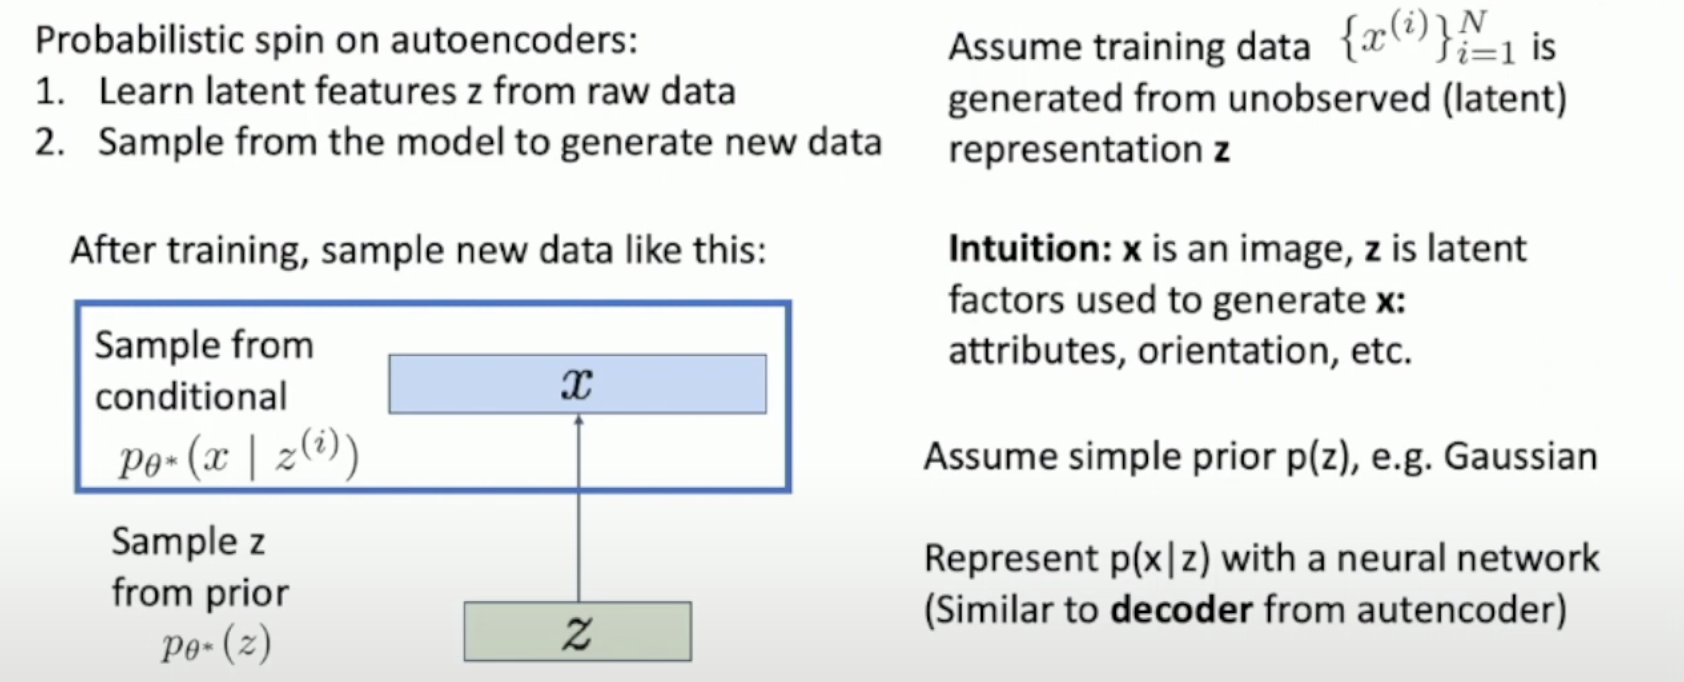 Probabilistic spin on autoencoders:
1. Learn latent features z from raw data
2. Sample from the model to generate new data
After training, sample new data like this:
Sample from
conditional
p_{θ*}(x | z^{(i)})
x
Sample z
from prior
p_{θ*}(z)
z
Assume training data {x^{(i)}}_{i=1}^{N} is
generated from unobserved (latent)
representation z
Intuition: x is an image, z is latent
factors used to generate x:
attributes, orientation, etc.
Assume simple prior p(z), e.g. Gaussian
Represent p(x|z) with a neural network
(Similar to decoder from autencoder)